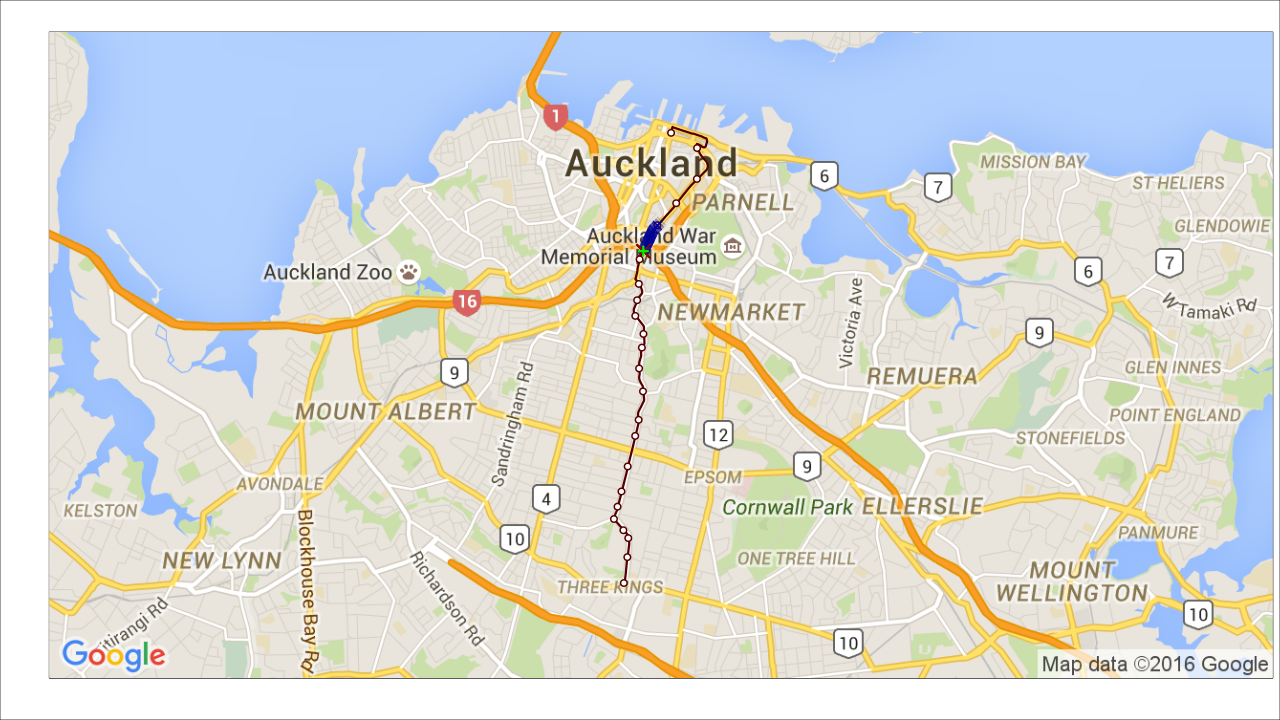 1
Auckland
6
MISSION BAY
7
ST HELIERS
PARNELL
GLENDOWIE
Auckland War
Memorial Museum
Auckland Zoo
6
7
16
W Tamaki Rd
NEWMARKET
Victoria Ave
9
9
Sandringham Rd
REMUERA
GLEN INNES
MOUNT ALBERT
POINT ENGLAND
12
STONEFIELDS
9
EPSOM
AVONDALE
4
Cornwall Park
ELLERSLIE
KELSTON
PANMURE
10
Blockhouse Bay Rd
NEW LYNN
Richardson Rd
ONE TREE HILL
MOUNT
WELLINGTON
THREE KINGS
10
10
Google
Map data ©2016 Google